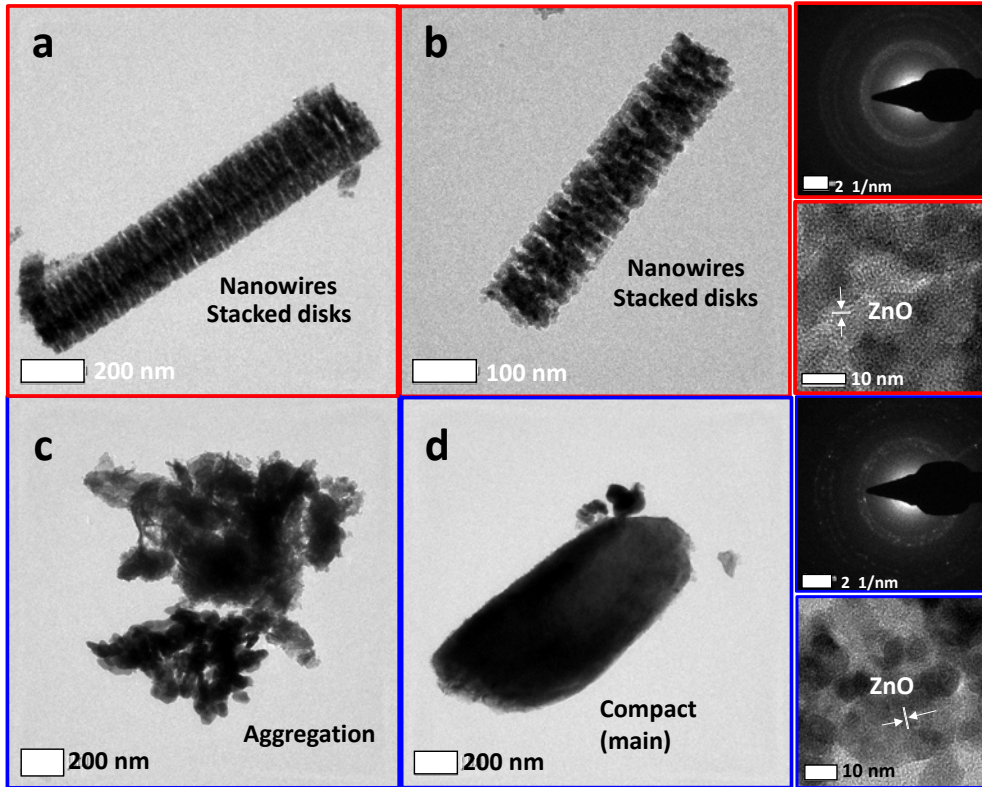 a
Nanowires
Stacked disks
200 nm
b
Nanowires
Stacked disks
100 nm
2 1/nm
ZnO
10 nm
c
Aggregation
200 nm
d
Compact
(main)
200 nm
2 1/nm
ZnO
10 nm